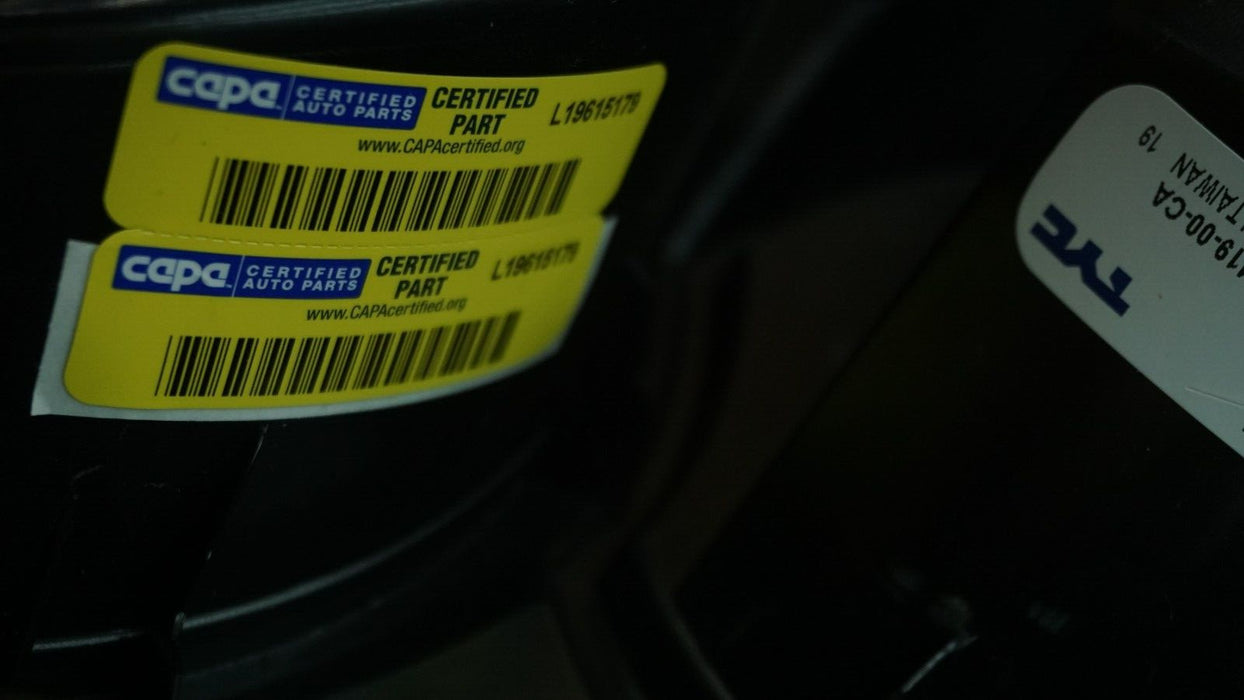 capa CERTIFIED AUTO PARTS
CERTIFIED PART
L19615179
www.CAPAcertified.org
capa CERTIFIED AUTO PARTS
CERTIFIED PART
L19615179
www.CAPAcertified.org
TYC
19-00-CA
TAIWAN 19